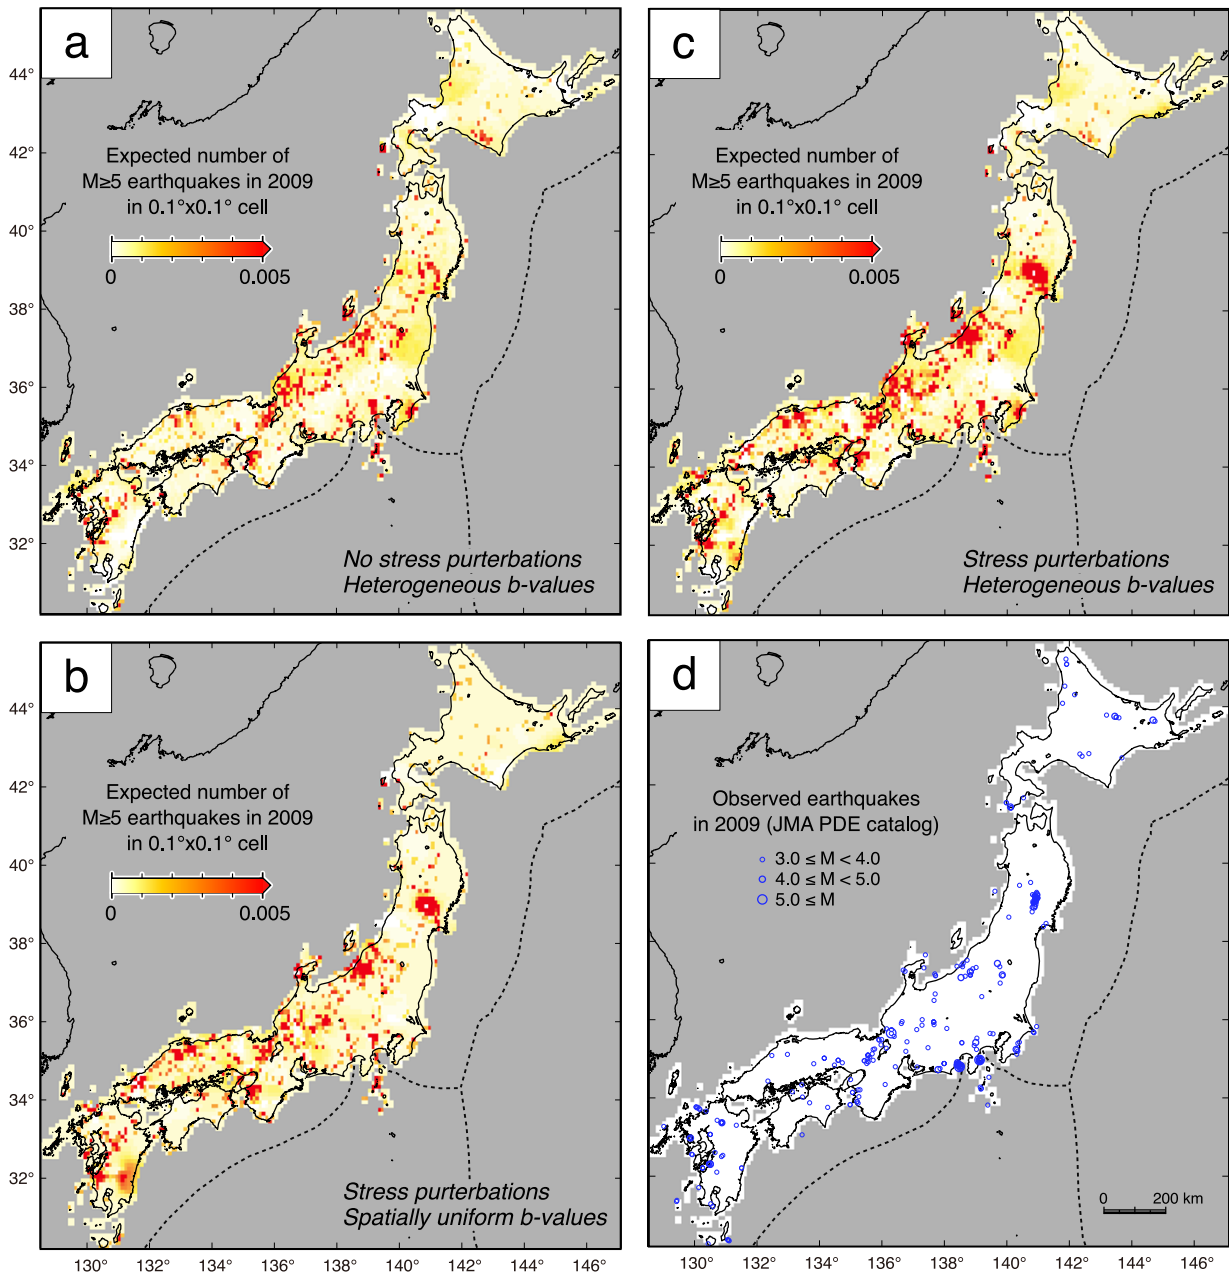 a
44°
42°
40°
38°
36°
34°
32°
Expected number of
M≥5 earthquakes in 2009
in 0.1°x0.1° cell
0 0.005
No stress purterbations
Heterogeneous b-values
c
Expected number of
M≥5 earthquakes in 2009
in 0.1°x0.1° cell
0 0.005
Stress purterbations
Heterogeneous b-values
b
44°
42°
40°
38°
36°
34°
32°
Expected number of
M≥5 earthquakes in 2009
in 0.1°x0.1° cell
0 0.005
Stress purterbations
Spatially uniform b-values
130° 132° 134° 136° 138° 140° 142° 144° 146°
d
Observed earthquakes
in 2009 (JMA PDE catalog)
3.0 ≤ M < 4.0
4.0 ≤ M < 5.0
5.0 ≤ M
0 200 km
130° 132° 134° 136° 138° 140° 142° 144° 146°